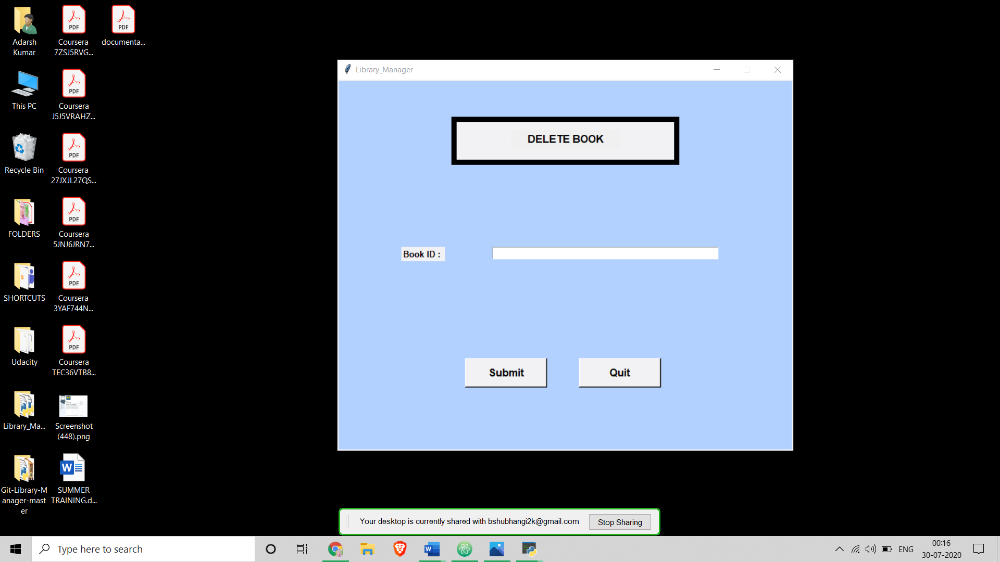 Adarsh
Kumar
Coursera
7ZSJ5RVG...
documenta...
This PC
Coursera
J5J5VRAHZ...
Recycle Bin
Coursera
27JXJL27QS...
FOLDERS
Coursera
5JNJ6JRN7...
SHORTCUTS
Coursera
3YAF744N...
Udacity
Coursera
TEC36VTB8...
Library_Ma...
Screenshot
(448).png
Git-Library-M
anager-mast
er
SUMMER
TRAINING.d...
PDF
PDF
PDF
PDF
PDF
PDF
PDF
W
Library_Manager
DELETE BOOK
Book ID :
Submit
Quit
Your desktop is currently shared with bshubhangi2k@gmail.com
Stop Sharing
Type here to search
W
ENG
00:16
30-07-2020